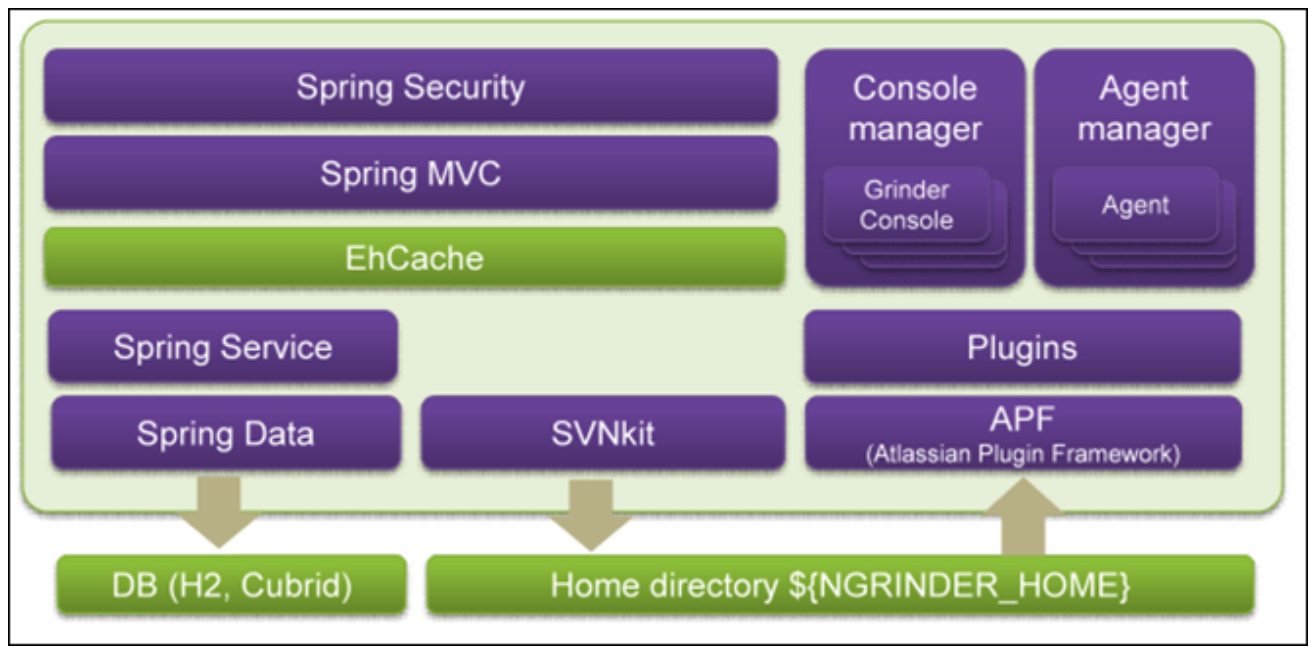 Spring Security
Spring MVC
EhCache
Console
manager
Grinder
Console
Agent
manager
Agent
Spring Service
Plugins
Spring Data
SVNkit
APF
(Atlassian Plugin Framework)
DB (H2, Cubrid)
Home directory ${NGRINDER_HOME}